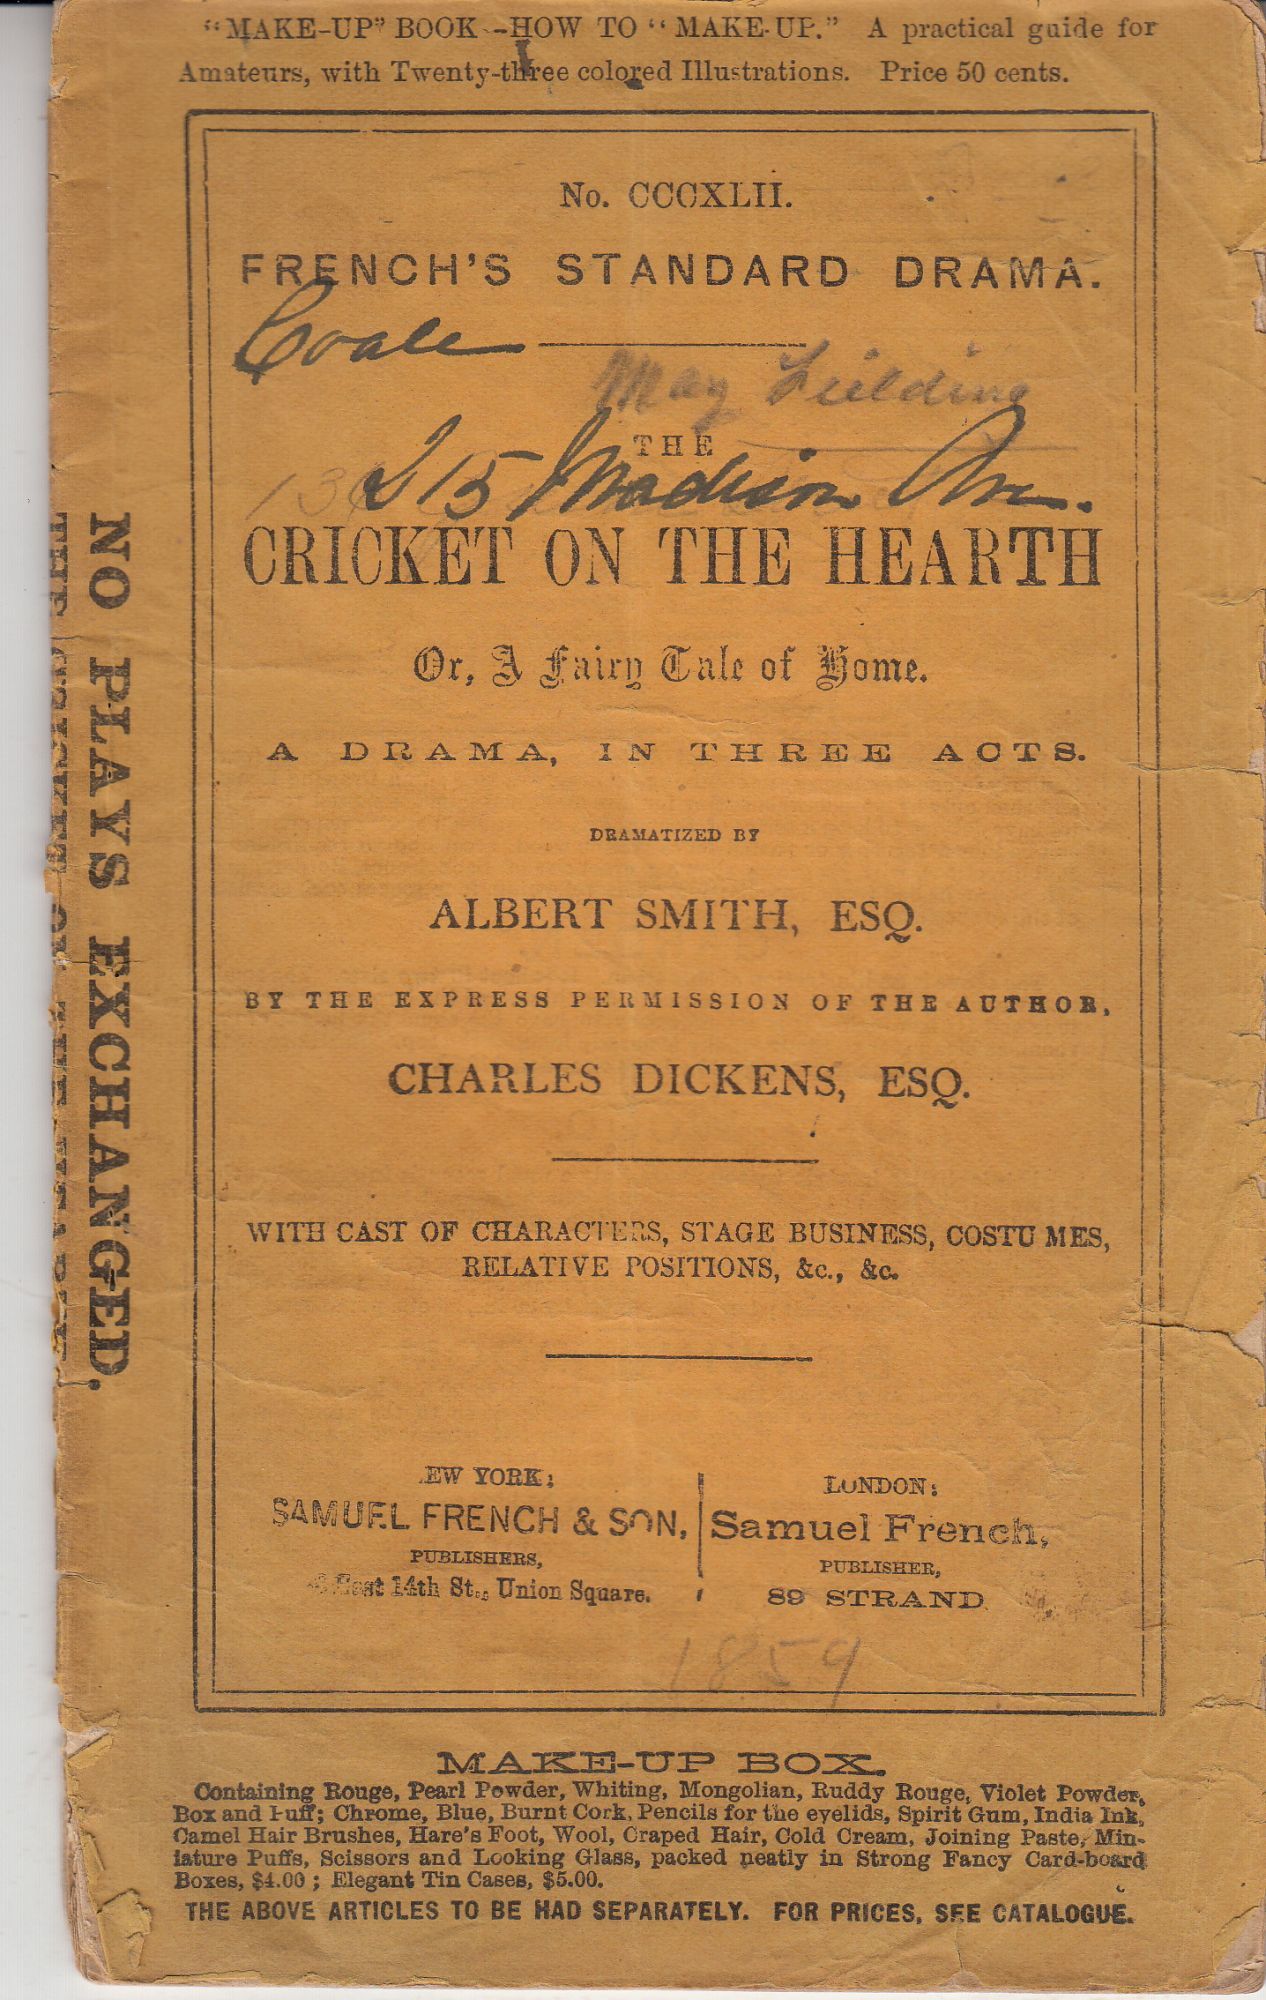 "MAKE-UP" BOOK--HOW TO "MAKE-UP." A practical guide for
Amateurs, with Twenty-three colored Illustrations. Price 50 cents.
No. CCCXLII.
FRENCH'S STANDARD DRAMA.
Coale
May Fielding
THE
215 Madison Ave.
CRICKET ON THE HEARTH
Or, A Fairy Tale of Home.
A DRAMA, IN THREE ACTS.
DRAMATIZED BY
ALBERT SMITH, ESQ.
BY THE EXPRESS PERMISSION OF THE AUTHOR,
CHARLES DICKENS, ESQ.
WITH CAST OF CHARACTERS, STAGE BUSINESS, COSTUMES,
RELATIVE POSITIONS, &c., &c.
EW YORK:
SAMUEL FRENCH & SON,
PUBLISHERS,
East 14th St., Union Square.
LONDON:
Samuel French,
PUBLISHER,
89 STRAND
1859
MAKE-UP BOX.
Containing Rouge, Pearl Powder, Whiting, Mongolian, Ruddy Rouge, Violet Powder,
Box and Puff; Chrome, Blue, Burnt Cork, Pencils for the eyelids, Spirit Gum, India Ink,
Camel Hair Brushes, Hare's Foot, Wool, Craped Hair, Cold Cream, Joining Paste, Min-
iature Puffs, Scissors and Looking Glass, packed neatly in Strong Fancy Card-board
Boxes, $4.00; Elegant Tin Cases, $5.00.
THE ABOVE ARTICLES TO BE HAD SEPARATELY. FOR PRICES, SEE CATALOGUE.
NO PLAYS EXCHANGED.
THE CRICKET ON THE HEARTH